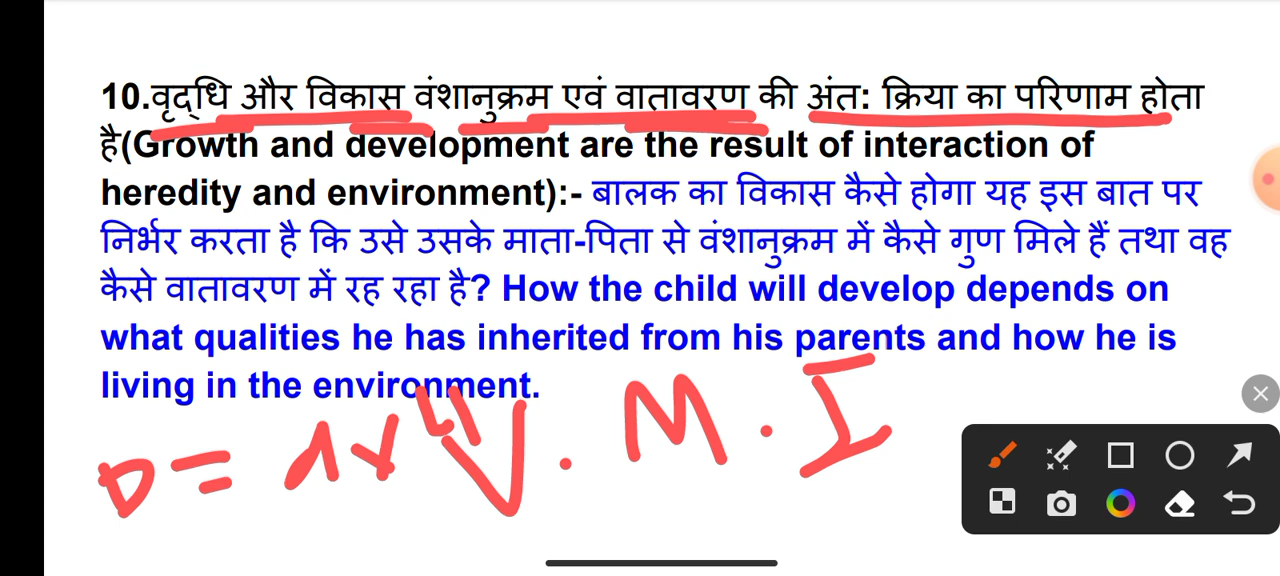 10.वृद्धि और विकास वंशानुक्रम एवं वातावरण की अंत: क्रिया का परिणाम होता
है(Growth and development are the result of interaction of
heredity and environment):- बालक का विकास कैसे होगा यह इस बात पर
निर्भर करता है कि उसे उसके माता-पिता से वंशानुक्रम में कैसे गुण मिले हैं तथा वह
कैसे वातावरण में रह रहा है? How the child will develop depends on
what qualities he has inherited from his parents and how he is
living in the environment.
D = V . M . I